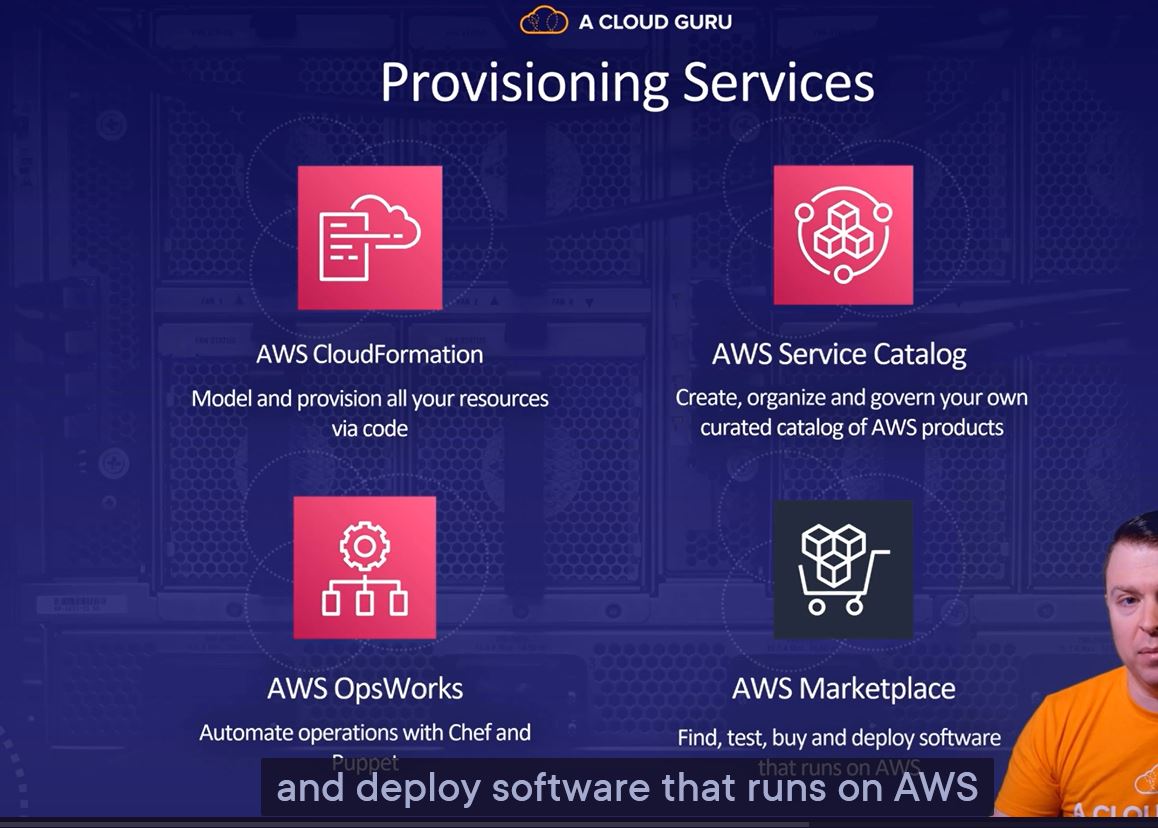 A CLOUD GURU
Provisioning Services
AWS CloudFormation
Model and provision all your resources
via code
AWS Service Catalog
Create, organize and govern your own
curated catalog of AWS products
AWS OpsWorks
Automate operations with Chef and
Puppet
AWS Marketplace
Find, test, buy and deploy software
that runs on AWS
and deploy software that runs on AWS
A CLOU